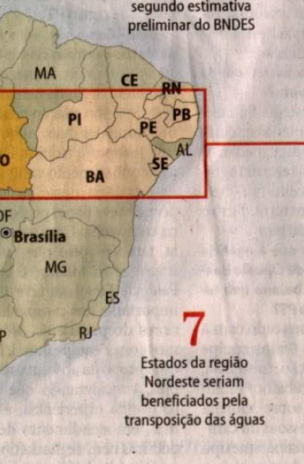 segundo estimativa
preliminar do BNDES
MA
CE
RN
PB
PI
PE
AL
SE
O
BA
DF
Brasília
MG
ES
P
RJ
7
Estados da região
Nordeste seriam
beneficiados pela
transposição das águas